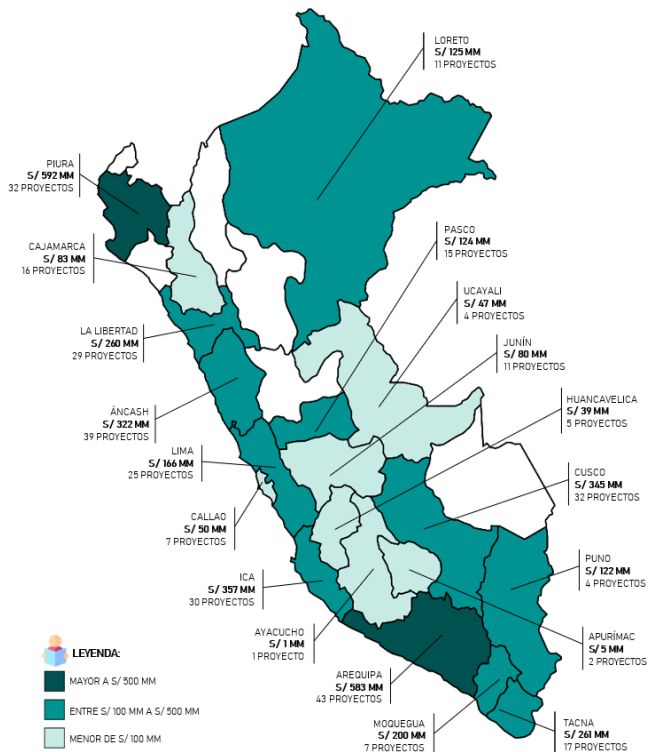 LORETO
S/ 125 MM
11 PROYECTOS
PIURA
S/ 592 MM
32 PROYECTOS
CAJAMARCA
S/ 83 MM
16 PROYECTOS
PASCO
S/ 124 MM
15 PROYECTOS
UCAYALI
S/ 47 MM
4 PROYECTOS
LA LIBERTAD
S/ 260 MM
29 PROYECTOS
JUNÍN
S/ 80 MM
11 PROYECTOS
ÁNCASH
S/ 322 MM
39 PROYECTOS
HUANCAVELICA
S/ 39 MM
5 PROYECTOS
LIMA
S/ 166 MM
25 PROYECTOS
CUSCO
S/ 345 MM
32 PROYECTOS
CALLAO
S/ 50 MM
7 PROYECTOS
PUNO
S/ 122 MM
4 PROYECTOS
ICA
S/ 357 MM
30 PROYECTOS
AYACUCHO
S/ 1 MM
1 PROYECTO
APURÍMAC
S/ 5 MM
2 PROYECTOS
AREQUIPA
S/ 583 MM
43 PROYECTOS
MOQUEGUA
S/ 200 MM
7 PROYECTOS
TACNA
S/ 261 MM
17 PROYECTOS
LEYENDA:
MAYOR A S/ 500 MM
ENTRE S/ 100 MM A S/ 500 MM
MENOR DE S/ 100 MM